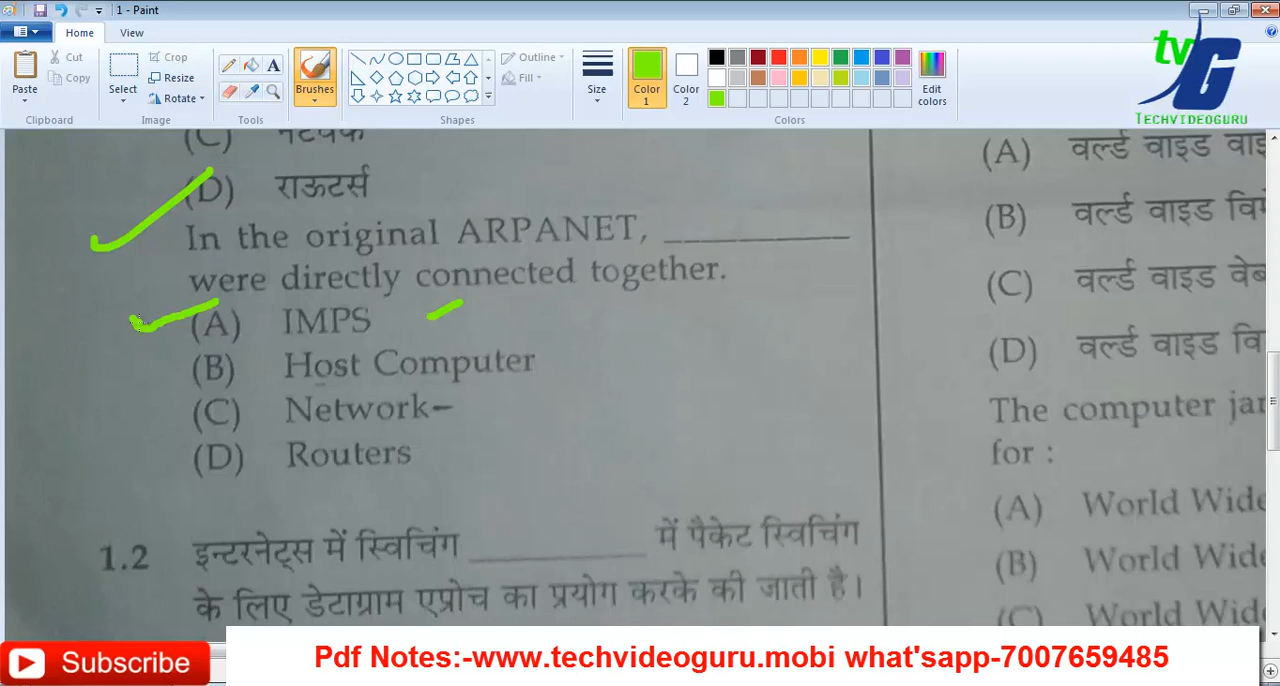 1 - Paint
Home
View
Paste
Cut
Copy
Clipboard
Select
Crop
Resize
Rotate
Image
Tools
Brushes
Shapes
Outline
Fill
Size
Color
1
Color
2
Edit
colors
Colors
tvG
TECHVIDEOGURU
(C)
(D) राऊटर्स
In the original ARPANET, __________
were directly connected together.
(A) IMPS
(B) Host Computer
(C) Network–
(D) Routers
1.2 इन्टरनेट्स में स्विचिंग __________ में पैकेट स्विचिंग
के लिए डेटाग्राम एप्रोच का प्रयोग करके की जाती है।
(A) वर्ल्ड वाइड
(B) वर्ल्ड वाइड
(C) वर्ल्ड वाइड
(D) वर्ल्ड वाइड
The computer
for :
(A) World Wide
(B) World Wide
(C) World Wide
Subscribe
Pdf Notes:-www.techvideoguru.mobi what'sapp-7007659485